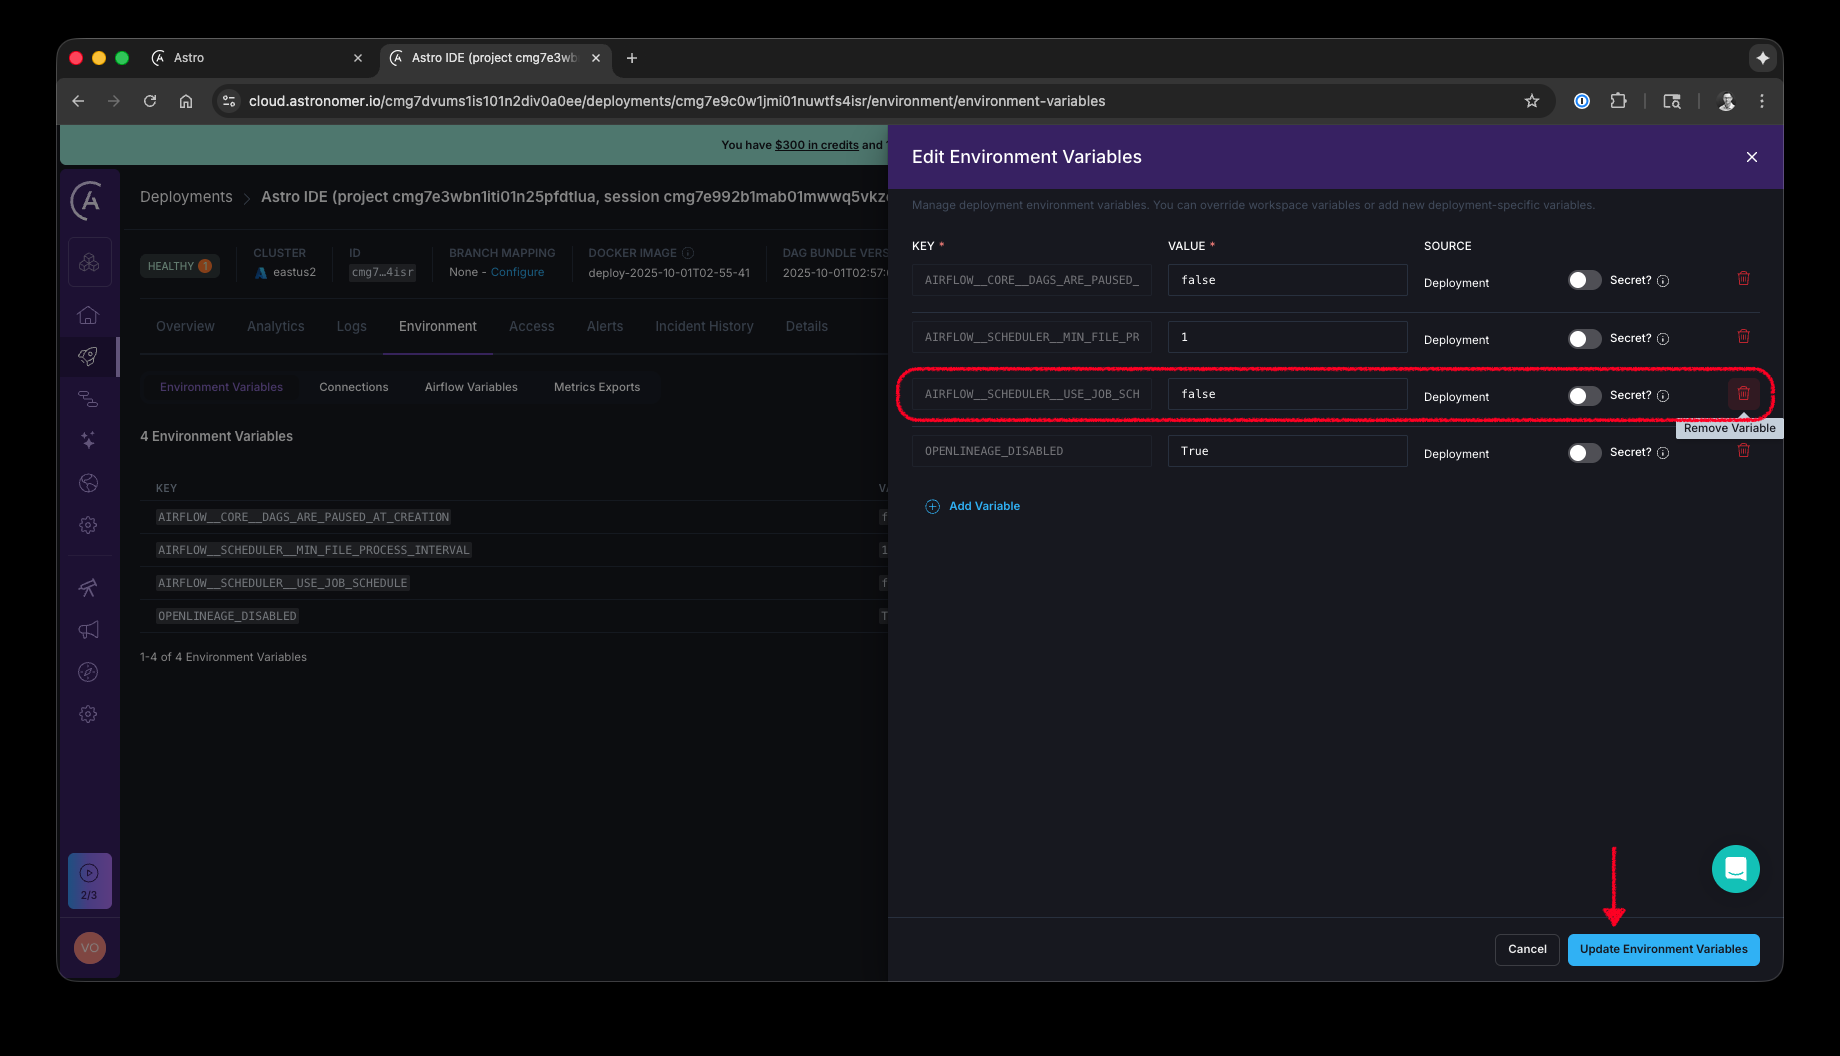 Astro
Astro IDE (project cmg7e3wb
cloud.astronomer.io/cmg7dvums1is101n2div0a0ee/deployments/cmg7e9c0w1jmi01nuwtfs4isr/environment/environment-variables
You have $300 in credits and
Edit Environment Variables
Deployments
Astro IDE (project cmg7e3wbn1iti01n25pfdtlua, session cmg7e992b1mab01mwwq5vkz
Manage deployment environment variables. You can override workspace variables or add new deployment-specific variables.
HEALTHY 1
CLUSTER
eastus2
ID
cmg7…4isr
BRANCH MAPPING
None - Configure
DOCKER IMAGE
deploy-2025-10-01T02-55-41
DAG BUNDLE VERS
2025-10-01T02:57:
Overview
Analytics
Logs
Environment
Access
Alerts
Incident History
Details
Environment Variables
Connections
Airflow Variables
Metrics Exports
4 Environment Variables
KEY
AIRFLOW__CORE__DAGS_ARE_PAUSED_AT_CREATION
AIRFLOW__SCHEDULER__MIN_FILE_PROCESS_INTERVAL
1
AIRFLOW__SCHEDULER__USE_JOB_SCHEDULE
OPENLINEAGE_DISABLED
1-4 of 4 Environment Variables
2/3
VO
KEY * VALUE * SOURCE
AIRFLOW__CORE__DAGS_ARE_PAUSED_ false Deployment Secret?
AIRFLOW__SCHEDULER__MIN_FILE_PR 1 Deployment Secret?
AIRFLOW__SCHEDULER__USE_JOB_SCH false Deployment Secret?
Remove Variable
OPENLINEAGE_DISABLED True Deployment Secret?
Add Variable
Cancel
Update Environment Variables